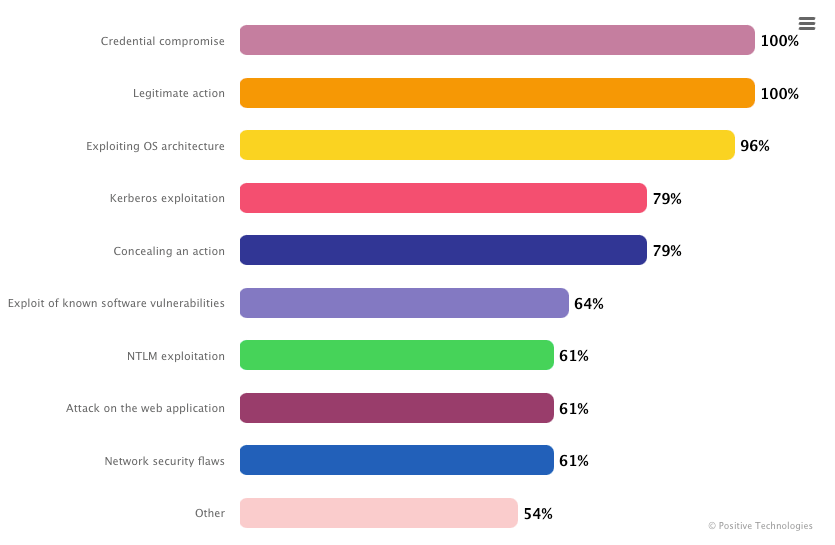 Credential compromise 100%
Legitimate action 100%
Exploiting OS architecture 96%
Kerberos exploitation 79%
Concealing an action 79%
Exploit of known software vulnerabilities 64%
NTLM exploitation 61%
Attack on the web application 61%
Network security flaws 61%
Other 54%
© Positive Technologies